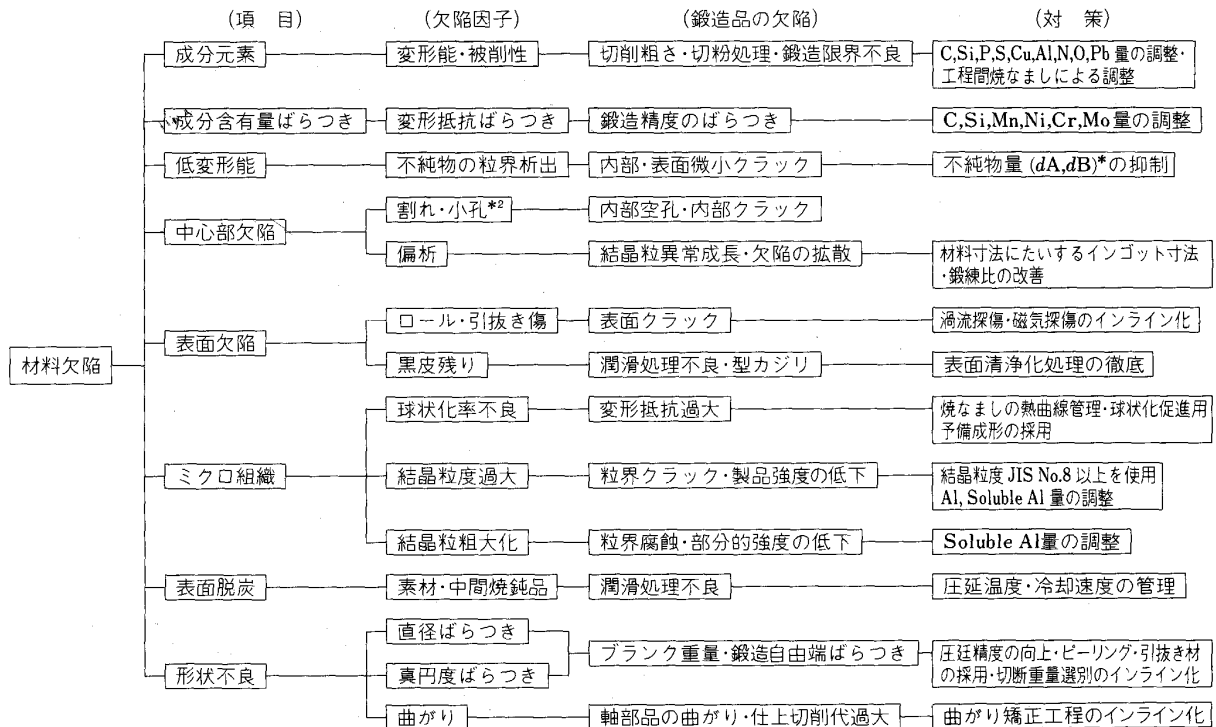 (項 目) (欠陥因子) (鍛造品の欠陥) (対 策)
成分元素 変形能・被削性 切削粗さ・切粉処理・鍛造限界不良 C,Si,P,S,Cu,Al,N,O,Pb 量の調整・
工程間焼なましによる調整
成分含有量ばらつき 変形抵抗ばらつき 鍛造精度のばらつき C,Si,Mn,Ni,Cr,Mo量の調整
低変形能 不純物の粒界析出 内部・表面微小クラック 不純物量 (dA,dB)*の抑制
中心部欠陥
割れ・小孔*2 内部空孔・内部クラック
偏析 結晶粒異常成長・欠陥の拡散 材料寸法にたいするインゴット寸法
・鍛練比の改善
材料欠陥
表面欠陥
ロール・引抜き傷 表面クラック 渦流探傷・磁気探傷のインライン化
黒皮残り 潤滑処理不良・型カジリ 表面清浄化処理の徹底
ミクロ組織
球状化率不良 変形抵抗過大 焼なましの熱曲線管理・球状化促進用
予備成形の採用
結晶粒度過大 粒界クラック・製品強度の低下 結晶粒度 JIS No.8 以上を使用
Al, Soluble Al 量の調整
結晶粒粗大化 粒界腐蝕・部分的強度の低下 Soluble Al量の調整
表面脱炭 素材・中間焼鈍品 潤滑処理不良 圧延温度・冷却速度の管理
形状不良
直径ばらつき
真円度ばらつき
ブランク重量・鍛造自由端ばらつき 圧延精度の向上・ピーリング・引抜き材
の採用・切断重量選別のインライン化
曲がり 軸部品の曲がり・仕上切削代過大 曲がり矯正工程のインライン化